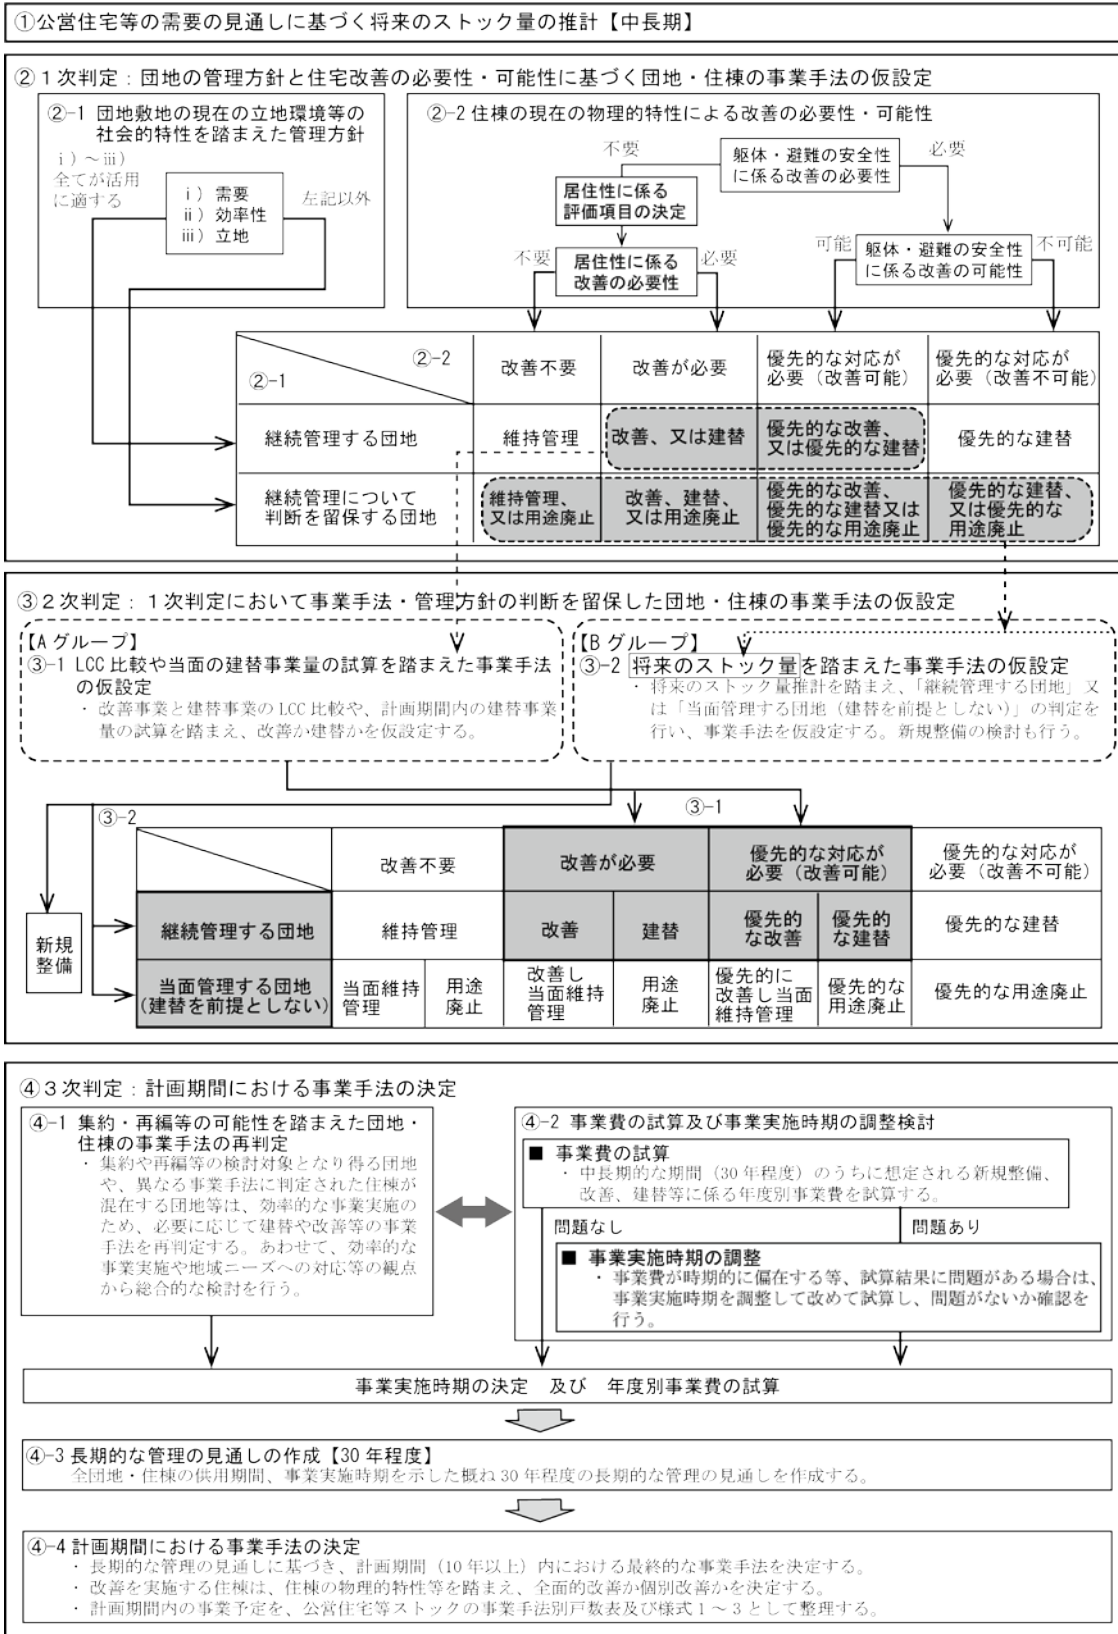 ①公営住宅等の需要の見通しに基づく将来のストック量の推計【中長期】
②１次判定：団地の管理方針と住宅改善の必要性・可能性に基づく団地・住棟の事業手法の仮設定
②-1 団地敷地の現在の立地環境等の
社会的特性を踏まえた管理方針
ⅰ）～ⅲ）
全てが活用
に適する
ⅰ）需要
ⅱ）効率性
ⅲ）立地
左記以外
②-2 住棟の現在の物理的特性による改善の必要性・可能性
不要
躯体・避難の安全性
に係る改善の必要性
必要
居住性に係る
評価項目の決定
不要
居住性に係る
改善の必要性
必要
可能
躯体・避難の安全性
に係る改善の可能性
不可能
②-2
②-1
改善不要
改善が必要
優先的な対応が
必要（改善可能）
優先的な対応が
必要（改善不可能）
継続管理する団地
維持管理
改善、又は建替
優先的な改善、
又は優先的な建替
優先的な建替
継続管理について
判断を留保する団地
維持管理、
又は用途廃止
改善、建替、
又は用途廃止
優先的な改善、
優先的な建替又は
優先的な用途廃止
優先的な建替、
又は優先的な
用途廃止
③２次判定：１次判定において事業手法・管理方針の判断を留保した団地・住棟の事業手法の仮設定
【A グループ】
③-1 LCC 比較や当面の建替事業量の試算を踏まえた事業手法
の仮設定
・ 改善事業と建替事業の LCC 比較や、計画期間内の建替事業
量の試算を踏まえ、改善か建替かを仮設定する。
【B グループ】
③-2 将来のストック量を踏まえた事業手法の仮設定
・ 将来のストック量推計を踏まえ、「継続管理する団地」又
は「当面管理する団地（建替を前提としない）」の判定を
行い、事業手法を仮設定する。新規整備の検討も行う。
③-2
③-1
改善不要
改善が必要
優先的な対応が
必要（改善可能）
優先的な対応が
必要（改善不可能）
新規
整備
継続管理する団地
維持管理
改善
建替
優先的
な改善
優先的
な建替
優先的な建替
当面管理する団地
（建替を前提としない）
当面維持
管理
用途
廃止
改善し
当面維持
管理
用途
廃止
優先的に
改善し当面
維持管理
優先的な
用途廃止
優先的な用途廃止
④３次判定：計画期間における事業手法の決定
④-1 集約・再編等の可能性を踏まえた団地・
住棟の事業手法の再判定
・ 集約や再編等の検討対象となり得る団地
や、異なる事業手法に判定された住棟が
混在する団地等は、効率的な事業実施の
ため、必要に応じて建替や改善等の事業
手法を再判定する。あわせて、効率的な
事業実施や地域ニーズへの対応等の観点
から総合的な検討を行う。
④-2 事業費の試算及び事業実施時期の調整検討
■ 事業費の試算
・ 中長期的な期間（30 年程度）のうちに想定される新規整備、
改善、建替等に係る年度別事業費を試算する。
問題なし
問題あり
■ 事業実施時期の調整
・ 事業費が時期的に偏在する等、試算結果に問題がある場合は、
事業実施時期を調整して改めて試算し、問題がないか確認を
行う。
事業実施時期の決定　及び　年度別事業費の試算
④-3 長期的な管理の見通しの作成【30 年程度】
全団地・住棟の供用期間、事業実施時期を示した概ね 30 年程度の長期的な管理の見通しを作成する。
④-4 計画期間における事業手法の決定
・ 長期的な管理の見通しに基づき、計画期間（10 年以上）内における最終的な事業手法を決定する。
・ 改善を実施する住棟は、住棟の物理的特性等を踏まえ、全面的改善か個別改善かを決定する。
・ 計画期間内の事業予定を、公営住宅等ストックの事業手法別戸数表及び様式１～３として整理する。